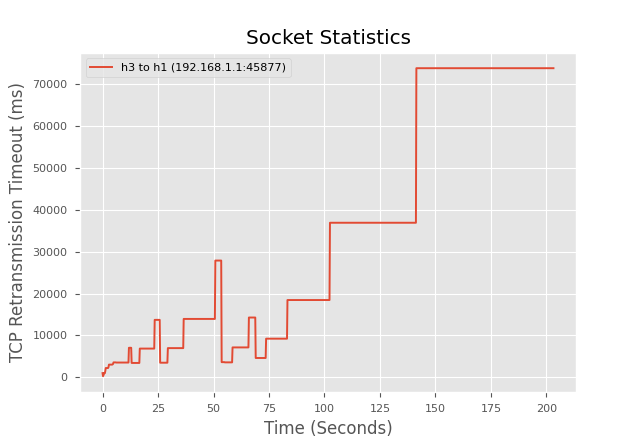 Socket Statistics
h3 to h1 (192.168.1.1:45877)
TCP Retransmission Timeout (ms)
70000
60000
50000
40000
30000
20000
10000
0
0 25 50 75 100 125 150 175 200
Time (Seconds)